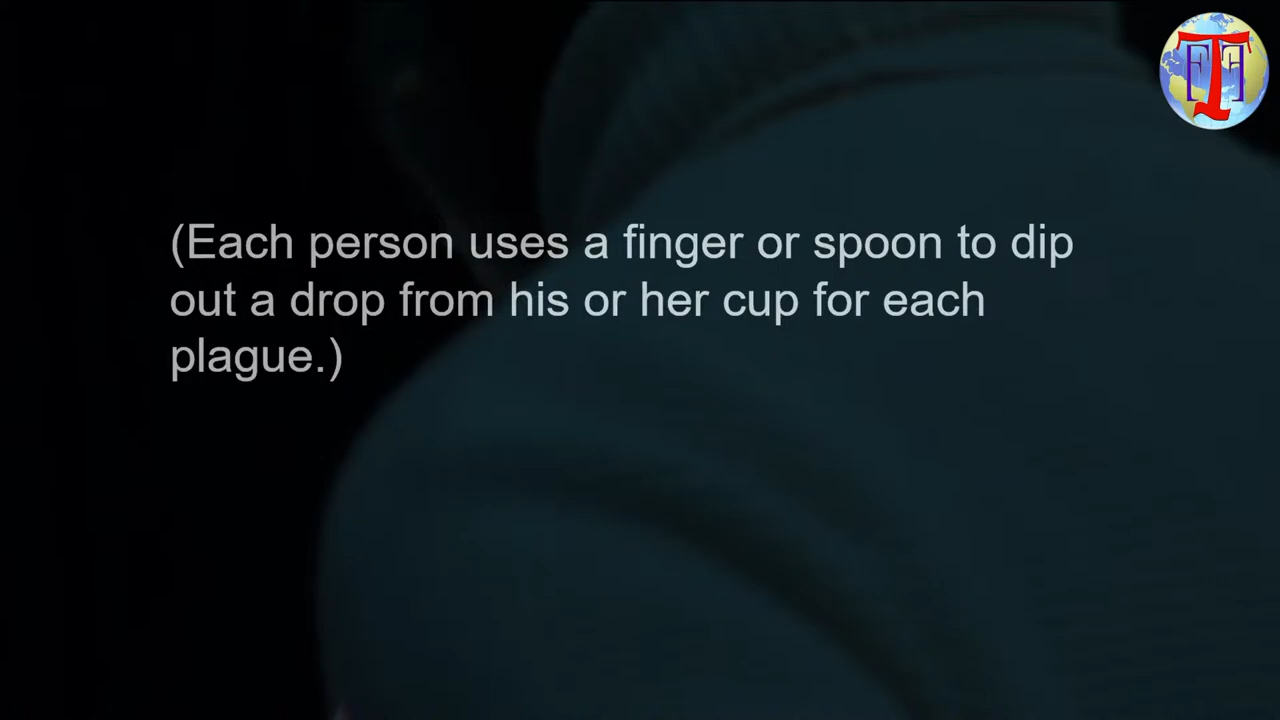 (Each person uses a finger or spoon to dip
out a drop from his or her cup for each
plague.)